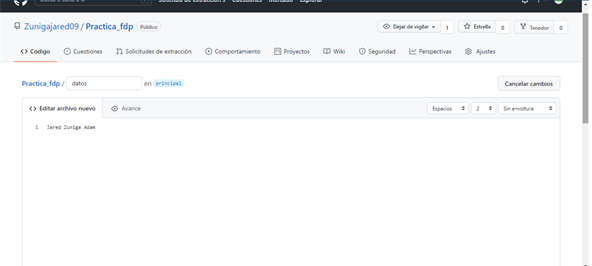 Solicitud de extracción s Cuestiones Mercado Explorar
Zunigajared09 / Practica_fdp Público
Dejar de vigilar 1 Estrella 0 Tenedor 0
Código Cuestiones Solicitudes de extracción Comportamiento Proyectos Wiki Seguridad Perspectivas Ajustes
Practica_fdp / datos en principal Cancelar cambios
Editar archivo nuevo Avance Espacios 2 Sin envoltura
1 Jared Zuniga Adam